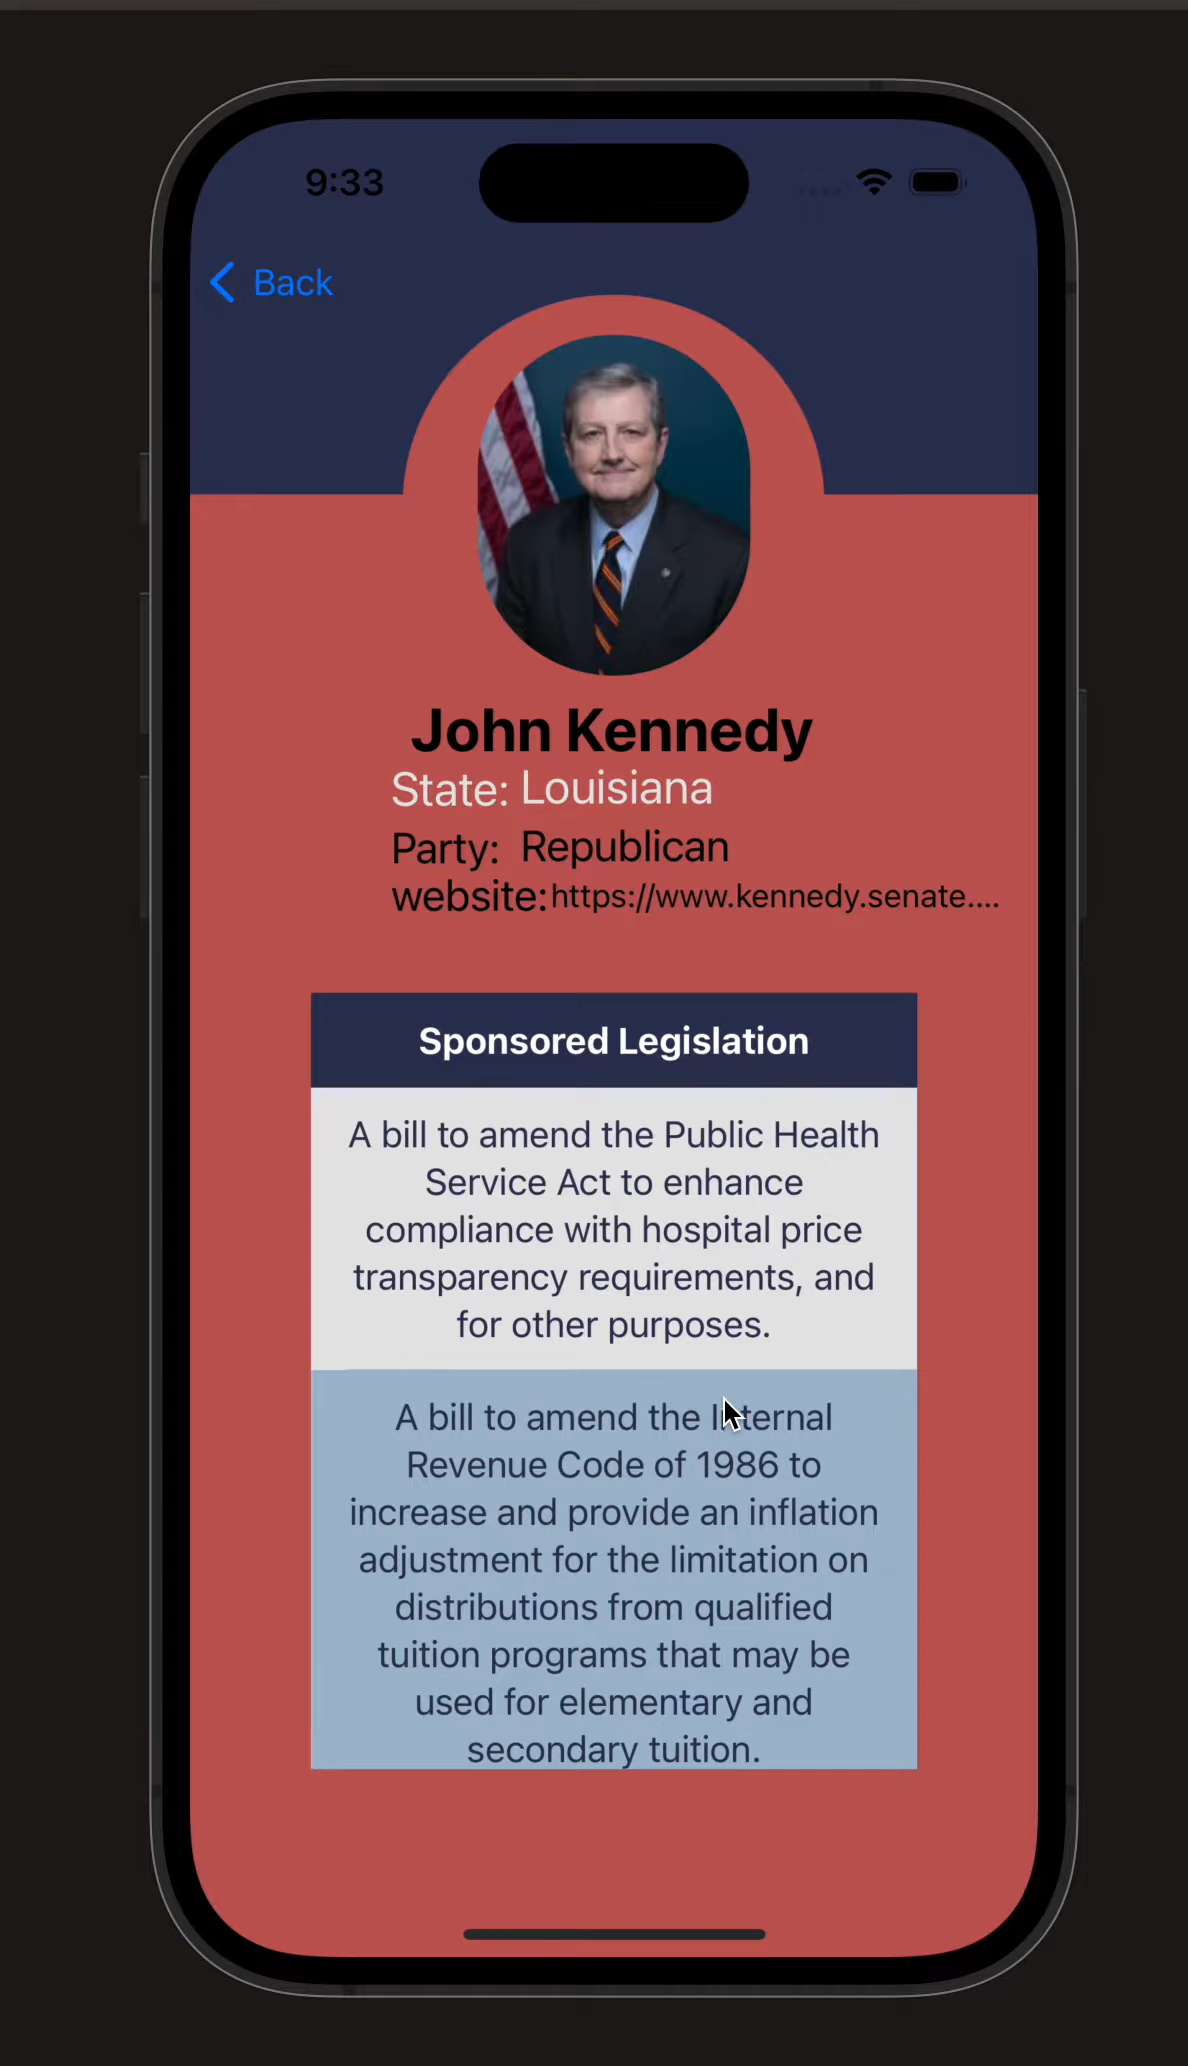 9:33
Back
John Kennedy
State: Louisiana
Party: Republican
website: https://www.kennedy.senate....
Sponsored Legislation
A bill to amend the Public Health
Service Act to enhance
compliance with hospital price
transparency requirements, and
for other purposes.
A bill to amend the Internal
Revenue Code of 1986 to
increase and provide an inflation
adjustment for the limitation on
distributions from qualified
tuition programs that may be
used for elementary and
secondary tuition.